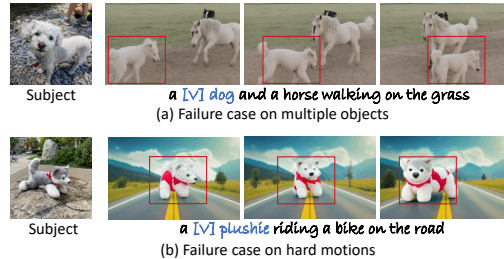 Subject
a [V] dog and a horse walking on the grass
(a) Failure case on multiple objects
Subject
a [V] plushie riding a bike on the road
(b) Failure case on hard motions